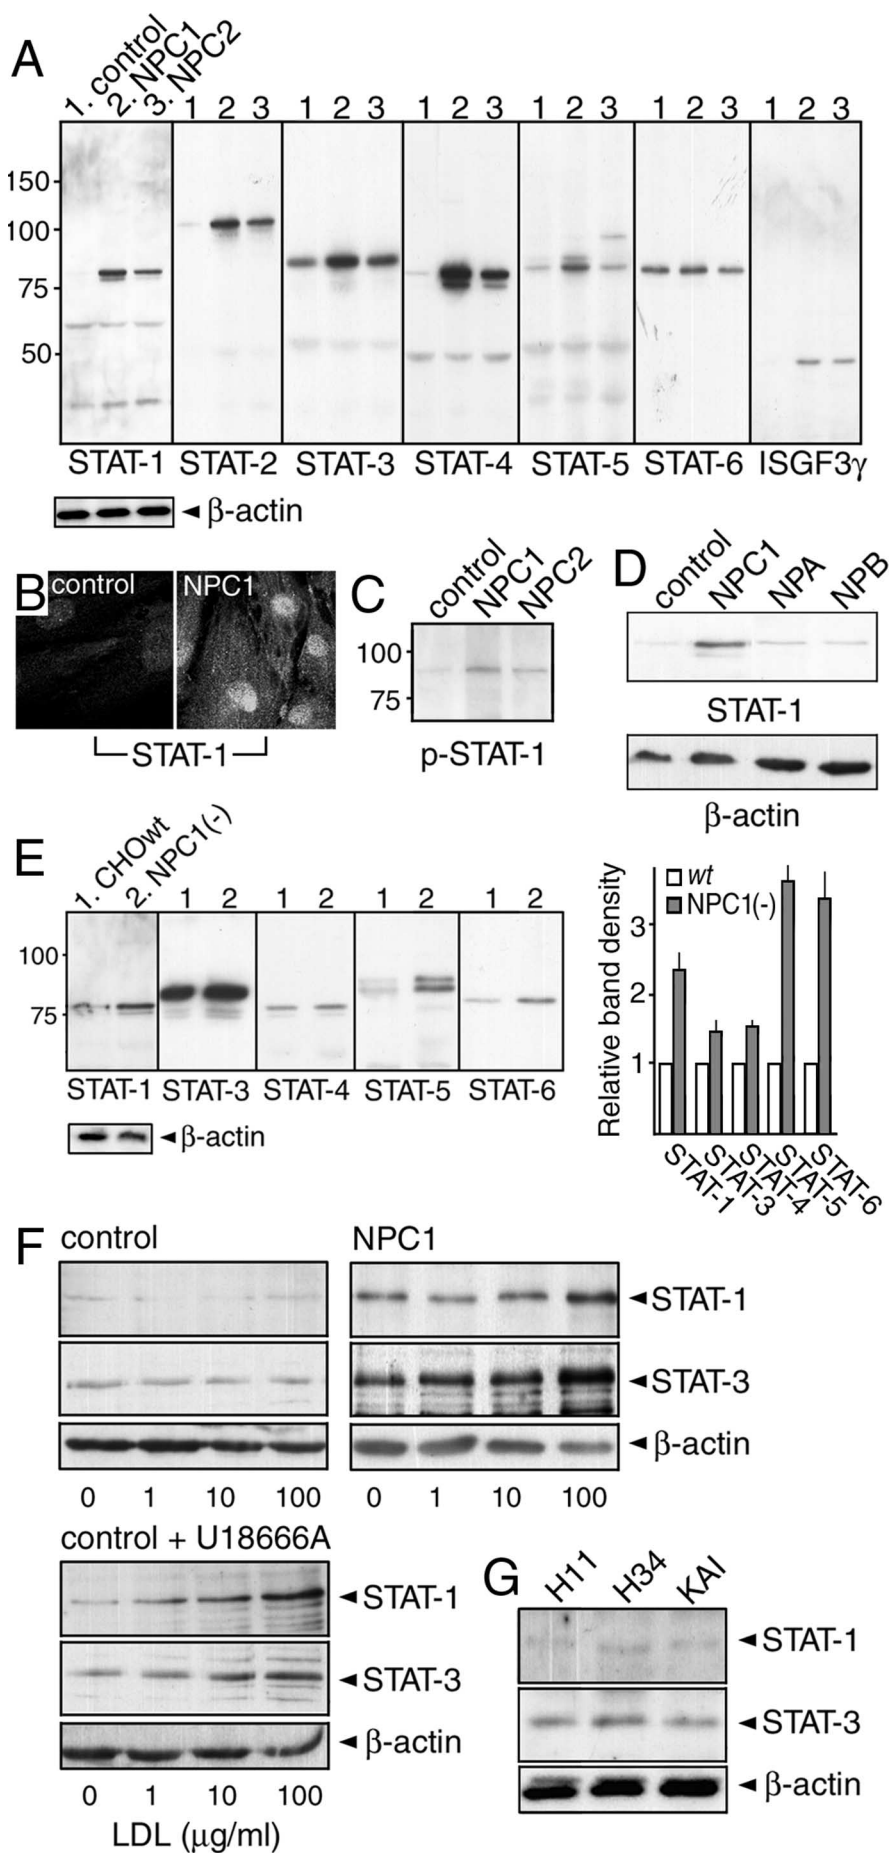 A
1. control
2. NPC1
3. NPC2
1 2 3 1 2 3 1 2 3 1 2 3 1 2 3 1 2 3
150
100
75
50
STAT-1 STAT-2 STAT-3 STAT-4 STAT-5 STAT-6 ISGF3γ
◄ β-actin
B control NPC1
STAT-1
C control NPC1 NPC2
100
75
p-STAT-1
D control NPC1 NPA NPB
STAT-1
β-actin
E
1. CHOwt
2. NPC1(-)
1 2 1 2 1 2 1 2
100
75
STAT-1 STAT-3 STAT-4 STAT-5 STAT-6
◄ β-actin
Relative band density
wt
NPC1(-)
3
2
1
STAT-1 STAT-3 STAT-4 STAT-5 STAT-6
F control NPC1
◄ STAT-1
◄ STAT-3
◄ β-actin
0 1 10 100 0 1 10 100
control + U18666A
◄ STAT-1
◄ STAT-3
◄ β-actin
0 1 10 100
LDL (μg/ml)
G H11 H34 KAI
◄ STAT-1
◄ STAT-3
◄ β-actin